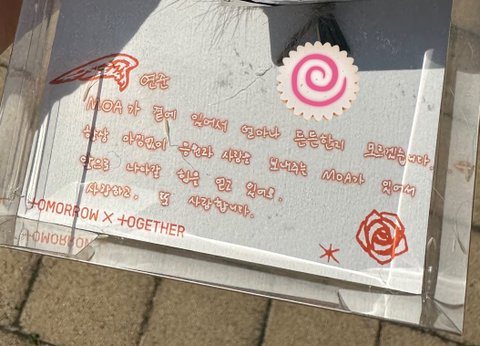 연준
MOA가 곁에 있어서 얼마나 든든한지 모르겠습니다.
항상 아낌없이 응원과 사랑을 보내주는 MOA가 있어서
앞으로 나아갈 힘을 얻고 있어요.
사랑하고, 또 사랑합니다.
TOMORROW X TOGETHER
TOMORROW